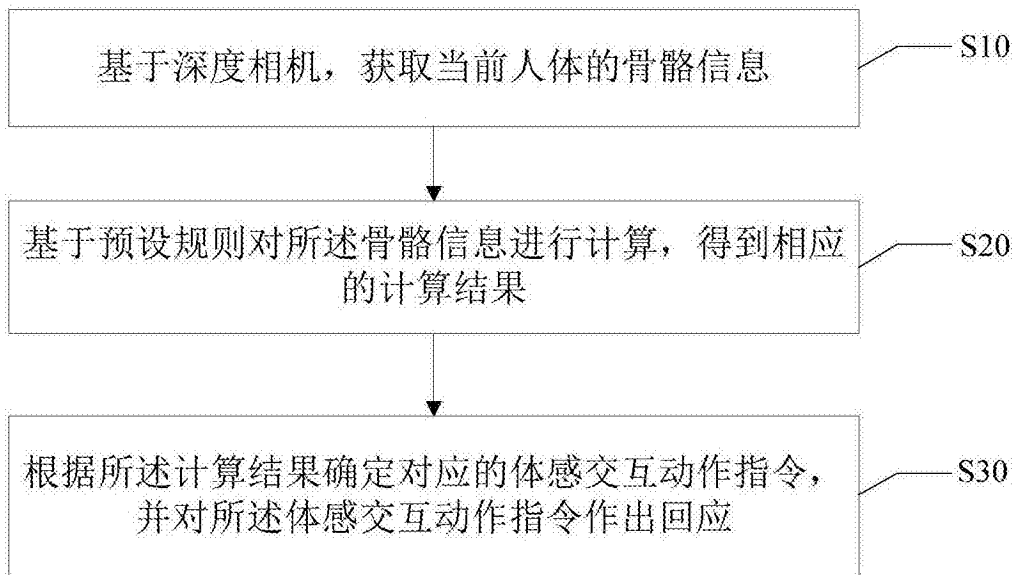 基于深度相机，获取当前人体的骨骼信息
S10
基于预设规则对所述骨骼信息进行计算，得到相应
的计算结果
S20
根据所述计算结果确定对应的体感交互动作指令，
并对所述体感交互动作指令作出回应
S30